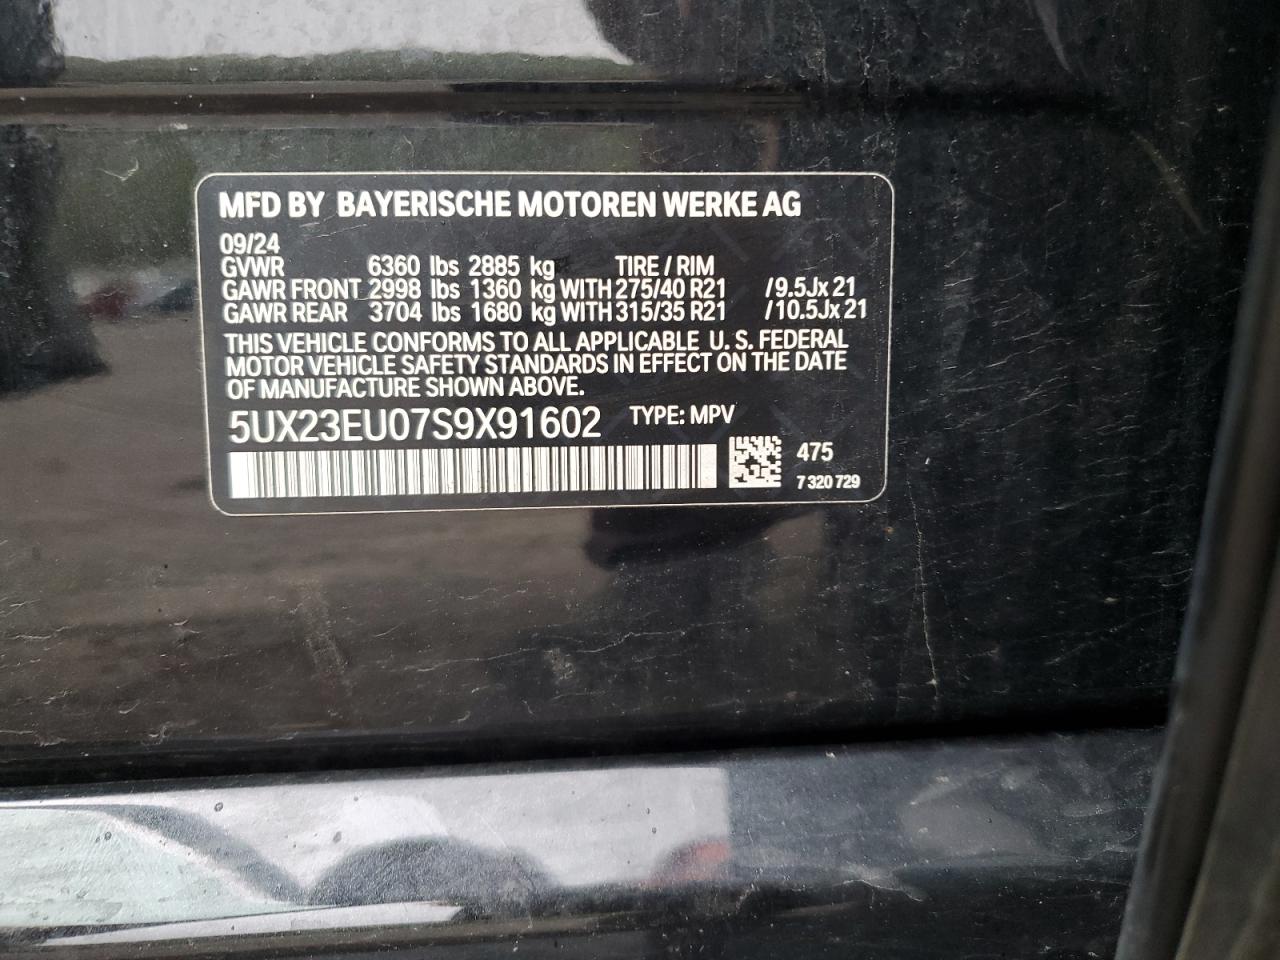 MFD BY BAYERISCHE MOTOREN WERKE AG
09/24
GVWR 6360 lbs 2885 kg TIRE / RIM
GAWR FRONT 2998 lbs 1360 kg WITH 275/40 R21 /9.5Jx 21
GAWR REAR 3704 lbs 1680 kg WITH 315/35 R21 /10.5Jx 21
THIS VEHICLE CONFORMS TO ALL APPLICABLE U.S. FEDERAL
MOTOR VEHICLE SAFETY STANDARDS IN EFFECT ON THE DATE
OF MANUFACTURE SHOWN ABOVE.
5UX23EU07S9X91602 TYPE: MPV
475
7 320 729